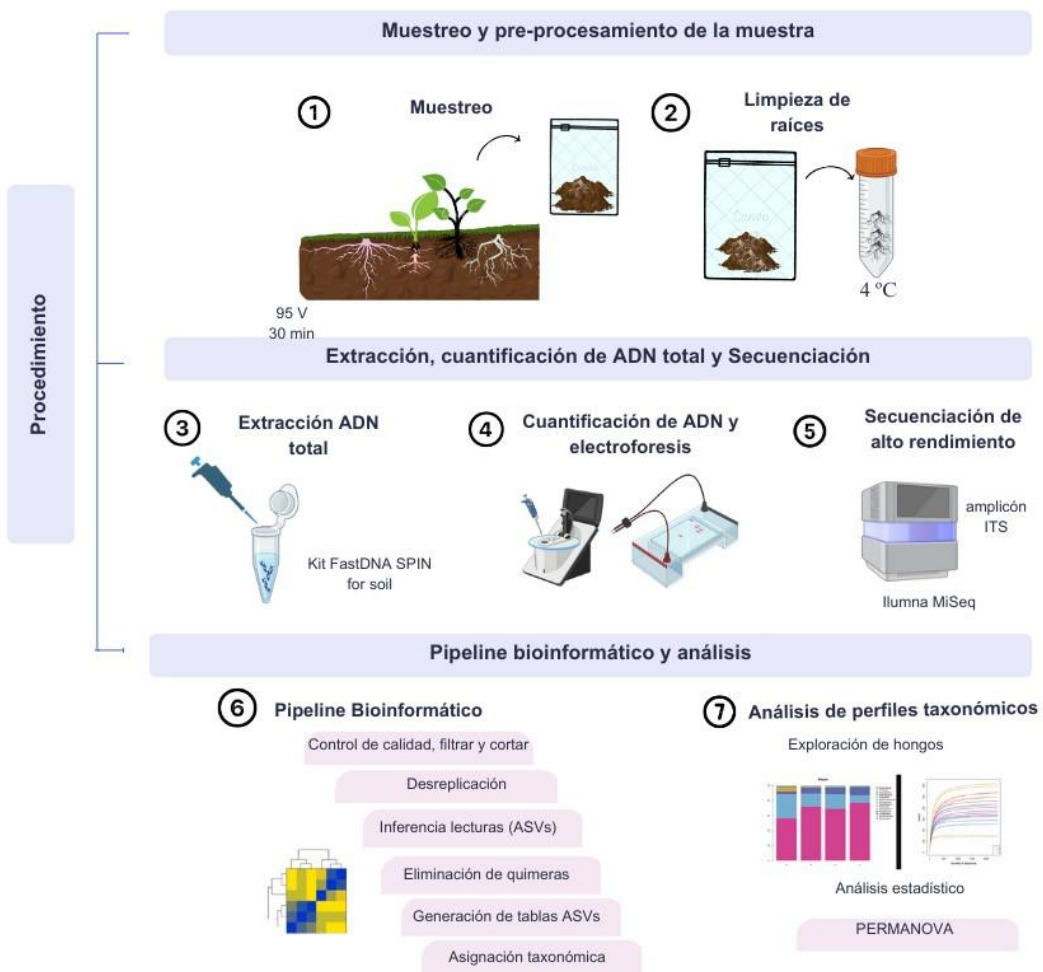 Procedimiento
Muestreo y pre-procesamiento de la muestra
1
Muestreo
2
Limpieza de
raíces
4 ºC
95 V
30 min
Extracción, cuantificación de ADN total y Secuenciación
3
Extracción ADN
total
Kit FastDNA SPIN
for soil
4
Cuantificación de ADN y
electroforesis
5
Secuenciación de
alto rendimiento
amplicón
ITS
Ilumna MiSeq
Pipeline bioinformático y análisis
6
Pipeline Bioinformático
Control de calidad, filtrar y cortar
Desreplicación
Inferencia lecturas (ASVs)
Eliminación de quimeras
Generación de tablas ASVs
Asignación taxonómica
7
Análisis de perfiles taxonómicos
Exploración de hongos
Análisis estadístico
PERMANOVA